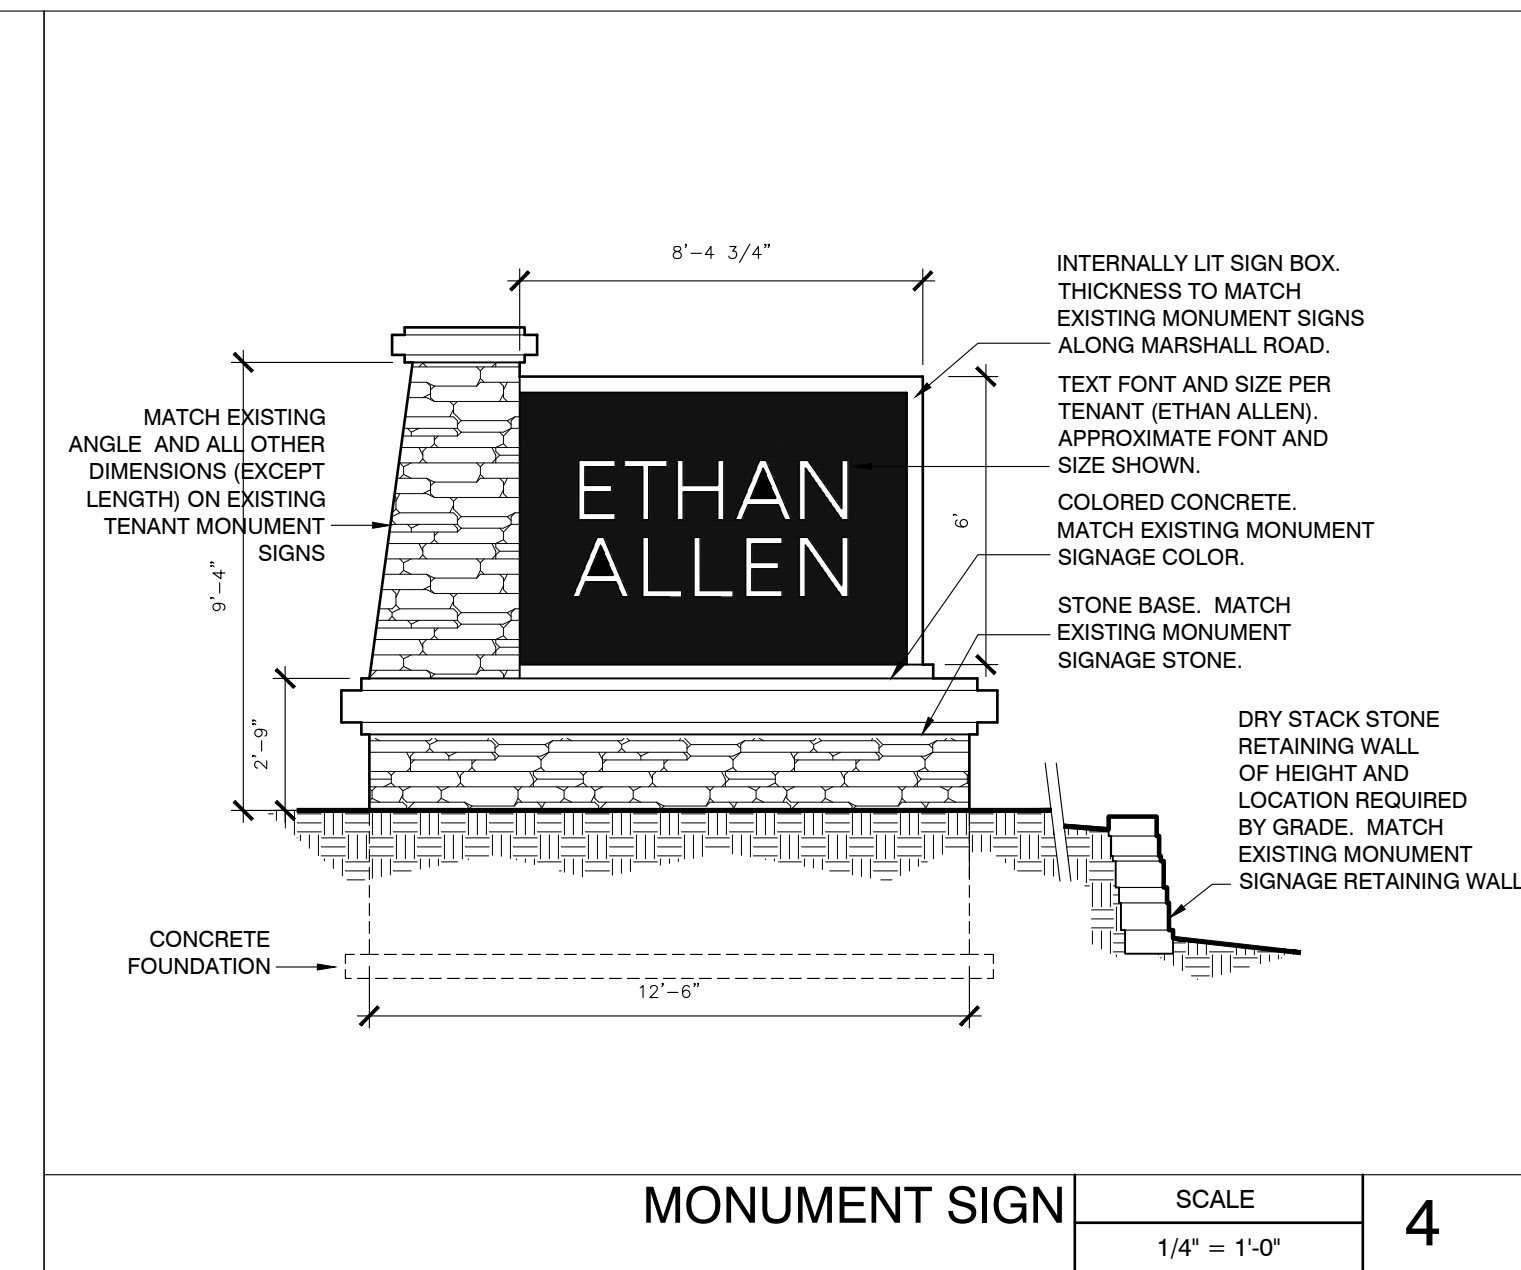 8'-4 3/4"
INTERNALLY LIT SIGN BOX.
THICKNESS TO MATCH
EXISTING MONUMENT SIGNS
ALONG MARSHALL ROAD.
TEXT FONT AND SIZE PER
TENANT (ETHAN ALLEN).
APPROXIMATE FONT AND
SIZE SHOWN.
MATCH EXISTING
ANGLE AND ALL OTHER
DIMENSIONS (EXCEPT
LENGTH) ON EXISTING
TENANT MONUMENT
SIGNS
ETHAN
ALLEN
6'
COLORED CONCRETE.
MATCH EXISTING MONUMENT
SIGNAGE COLOR.
9'-4"
STONE BASE. MATCH
EXISTING MONUMENT
SIGNAGE STONE.
2'-9"
DRY STACK STONE
RETAINING WALL
OF HEIGHT AND
LOCATION REQUIRED
BY GRADE. MATCH
EXISTING MONUMENT
SIGNAGE RETAINING WALL
CONCRETE
FOUNDATION
12'-6"
MONUMENT SIGN
SCALE
1/4" = 1'-0"
4